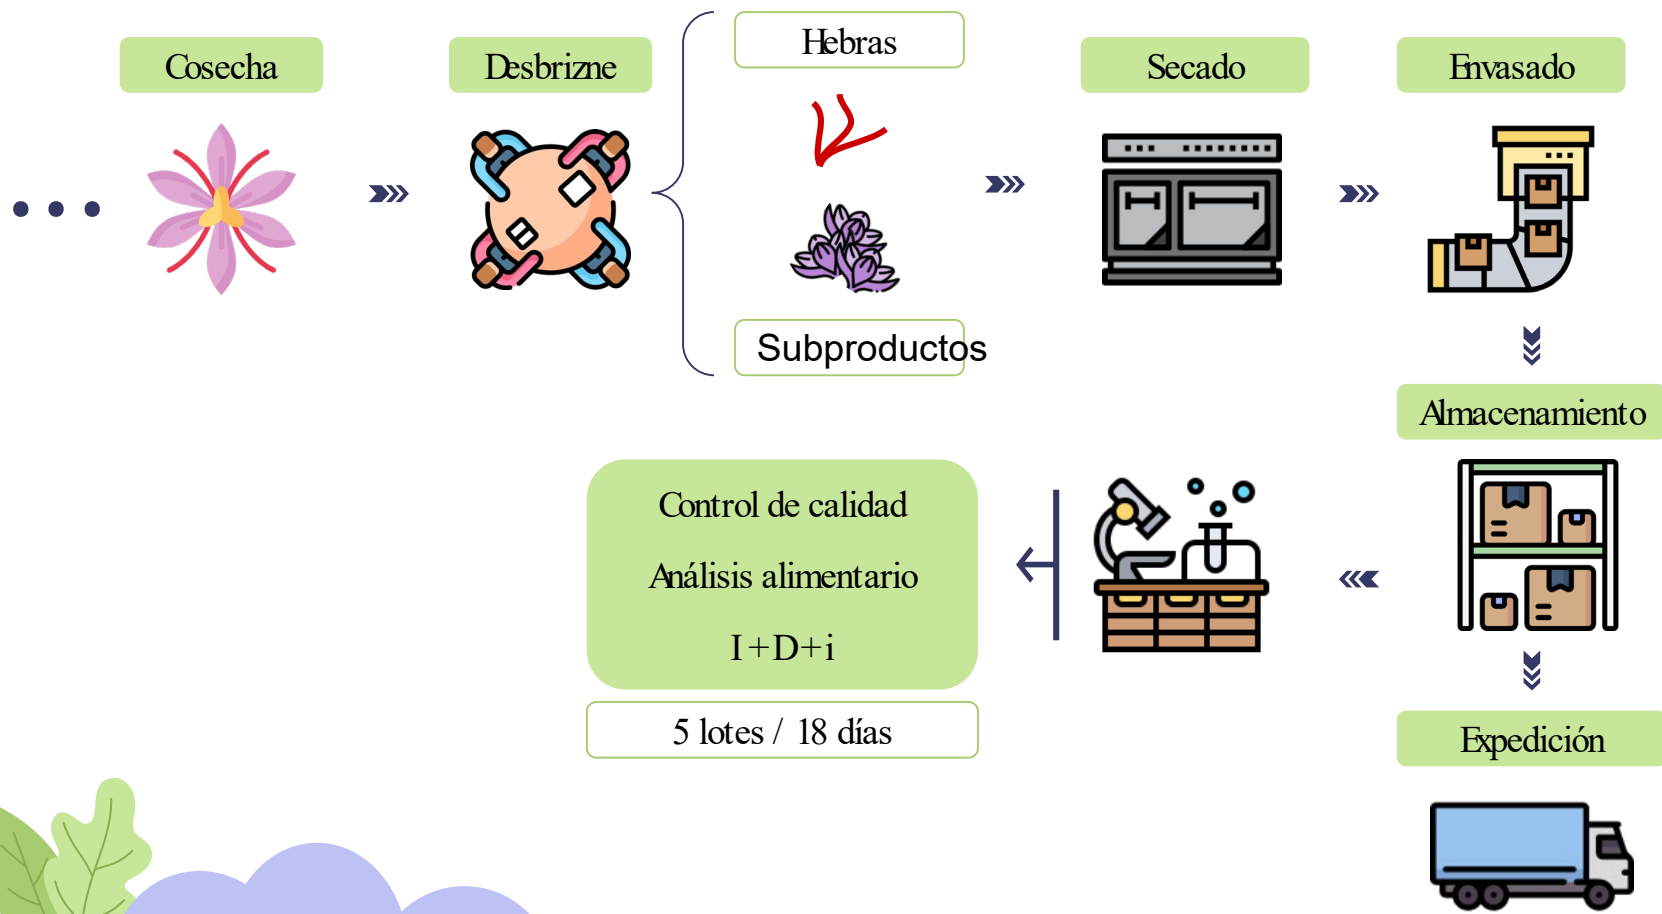 Cosecha
Desbrizne
Hebras
Subproductos
Secado
Envasado
Almacenamiento
Control de calidad
Análisis alimentario
I+D+i
5 lotes / 18 días
Expedición